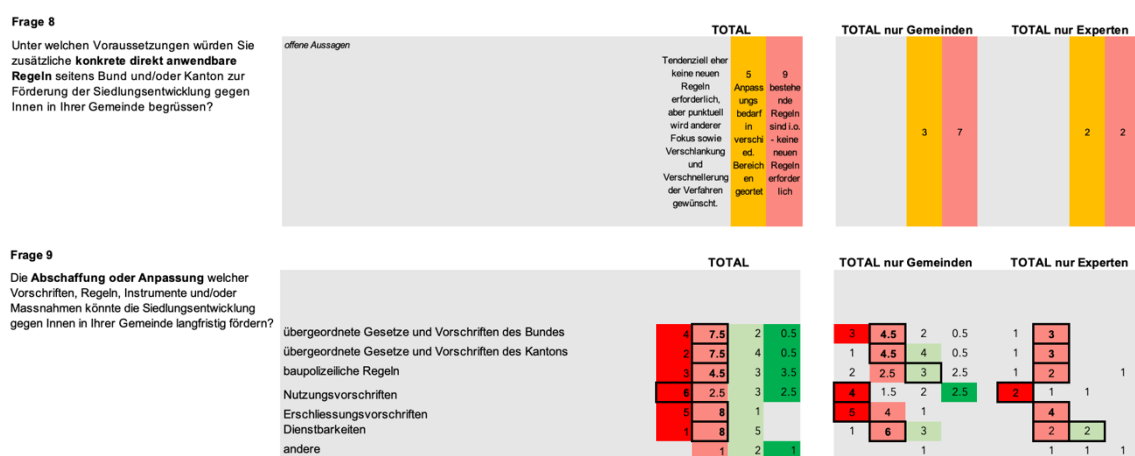 Frage 8
TOTAL
TOTAL nur Gemeinden
TOTAL nur Experten
Unter welchen Voraussetzungen würden Sie
zusätzliche konkrete direkt anwendbare
Regeln seitens Bund und/oder Kanton zur
Förderung der Siedlungsentwicklung gegen
Innen in Ihrer Gemeinde begrüssen?
offene Aussagen
Tendenziell eher
keine neuen
Regeln
erforderlich,
aber punktuell
wird anderer
Fokus sowie
Verschlankung
und
Verschnellerung
der Verfahren
gewünscht.
5
Anpass
ungs
bedarf
in
verschi
ed.
Bereich
en
geortet
9
bestehe
nde
Regeln
sind i.o.
- keine
neuen
Regeln
erforder
lich
3 7
2 2
Frage 9
TOTAL
TOTAL nur Gemeinden
TOTAL nur Experten
Die Abschaffung oder Anpassung welcher
Vorschriften, Regeln, Instrumente und/oder
Massnahmen könnte die Siedlungsentwicklung
gegen Innen in Ihrer Gemeinde langfristig fördern?
übergeordnete Gesetze und Vorschriften des Bundes 4 7.5 2 0.5 3 4.5 2 0.5 1 3
übergeordnete Gesetze und Vorschriften des Kantons 2 7.5 4 0.5 1 4.5 4 0.5 1 3
baupolizeiliche Regeln 3 4.5 3 3.5 2 2.5 3 2.5 1 2 1
Nutzungsvorschriften 6 2.5 3 2.5 4 1.5 2 2.5 2 1 1
Erschliessungsvorschriften 5 8 1 5 4 1 4
Dienstbarkeiten 1 8 5 1 6 3 2 2
andere 1 2 1 1 1 1 1